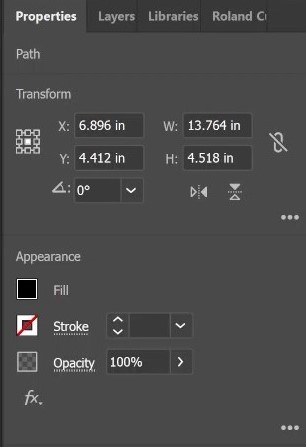 Properties Layers Libraries Roland
Path
Transform
X: 6.896 in W: 13.764 in
Y: 4.412 in H: 4.518 in
0°
Appearance
Fill
Stroke
Opacity 100%
fx.